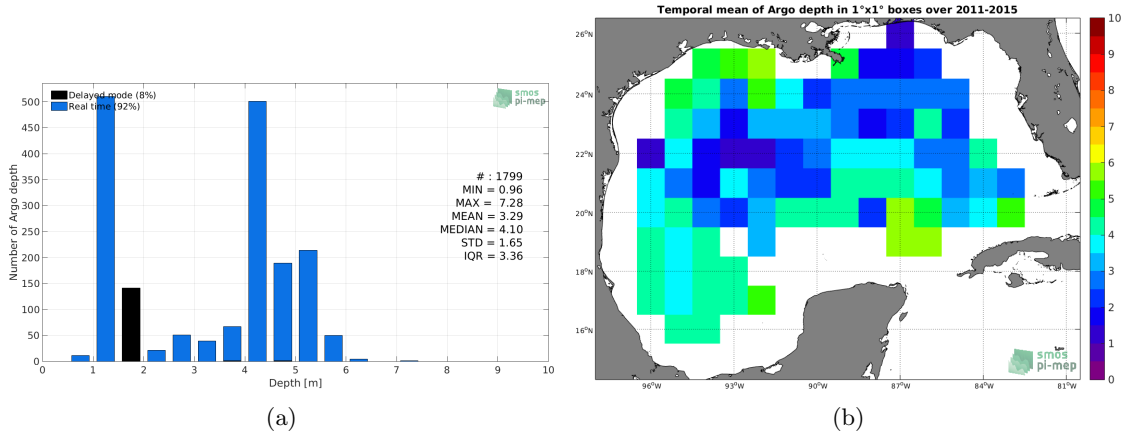 Delayed mode (8%)
Real time (92%)
smos
pi-mep
500
450
400
350
300
250
200
150
100
50
0
Number of Argo depth
# : 1799
MIN = 0.96
MAX = 7.28
MEAN = 3.29
MEDIAN = 4.10
STD = 1.65
IQR = 3.36
0 1 2 3 4 5 6 7 8 9 10
Depth [m]
(a)
Temporal mean of Argo depth in 1°x1° boxes over 2011-2015
26°N
24°N
22°N
20°N
18°N
16°N
96°W 93°W 90°W 87°W 84°W 81°W
smos
pi-mep
10
9
8
7
6
5
4
3
2
1
0
(b)